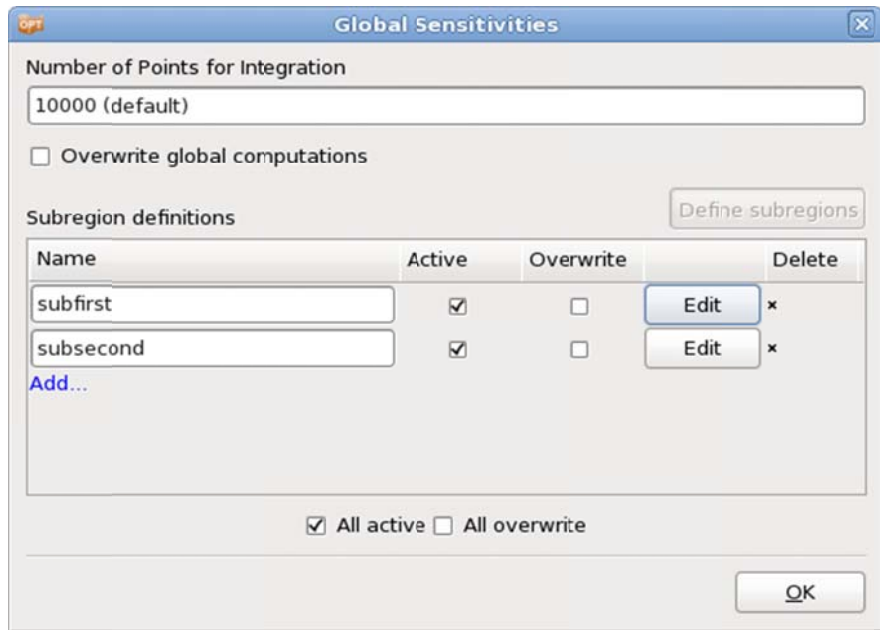 OPT Global Sensitivities
Number of Points for Integration
10000 (default)
Overwrite global computations
Define subregions
Subregion definitions
Name Active Overwrite Delete
subfirst Edit
subsecond Edit
Add...
All active All overwrite
OK